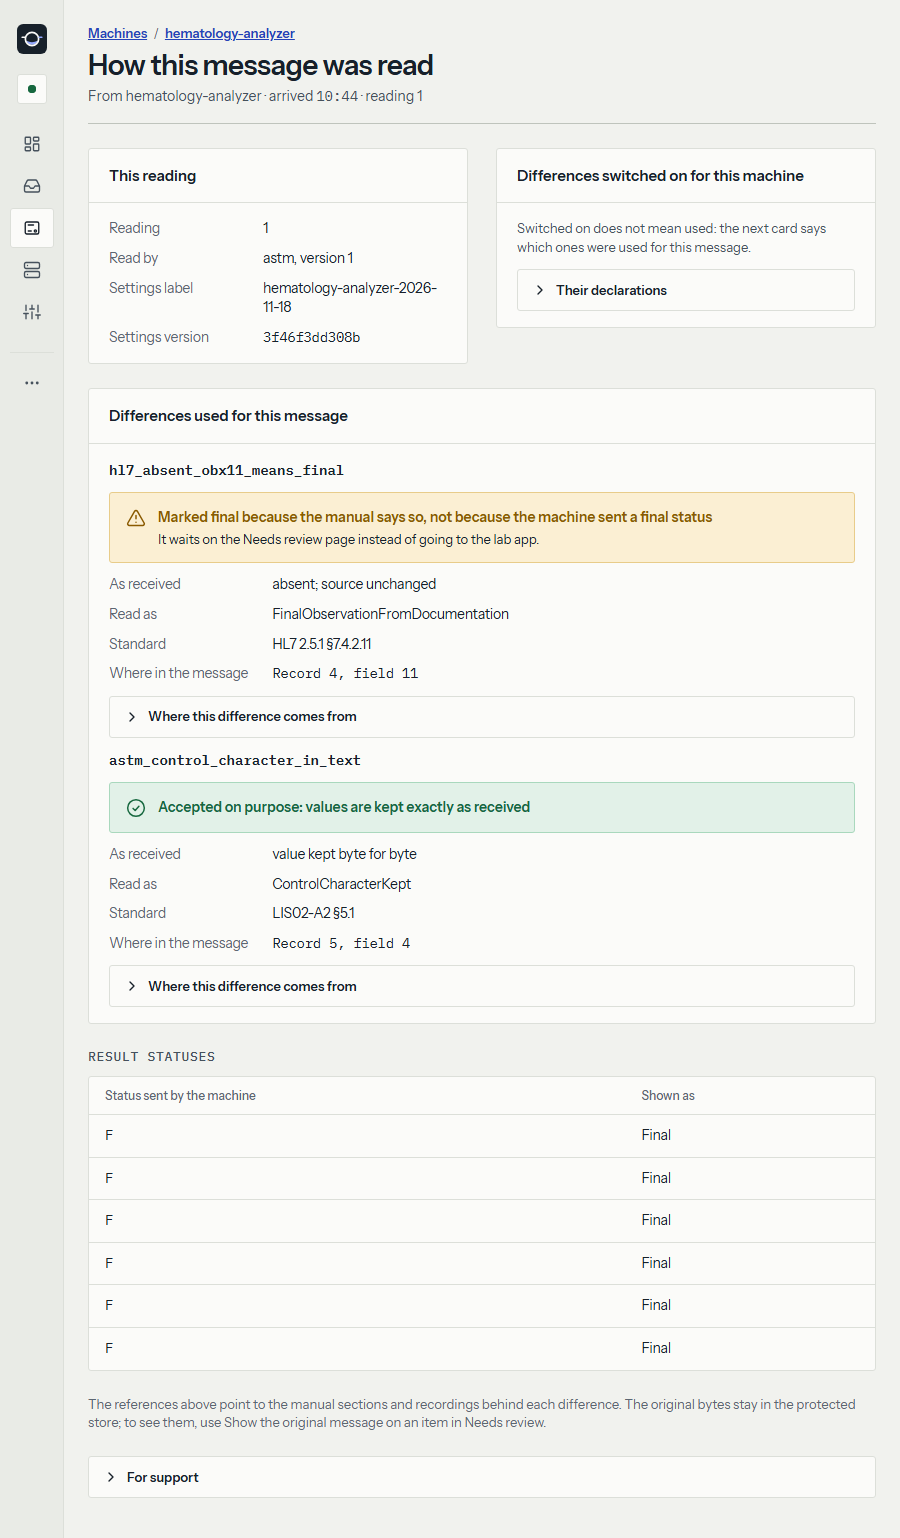 Machines / hematology-analyzer
How this message was read
From hematology-analyzer · arrived 10:44 · reading 1
This reading
Reading 1
Read by astm, version 1
Settings label hematology-analyzer-2026-
11-18
Settings version 3f46f3dd308b
Differences switched on for this machine
Switched on does not mean used: the next card says
which ones were used for this message.
Their declarations
Differences used for this message
hl7_absent_obx11_means_final
Marked final because the manual says so, not because the machine sent a final status
It waits on the Needs review page instead of going to the lab app.
As received absent; source unchanged
Read as FinalObservationFromDocumentation
Standard HL7 2.5.1 §7.4.2.11
Where in the message Record 4, field 11
Where this difference comes from
astm_control_character_in_text
Accepted on purpose: values are kept exactly as received
As received value kept byte for byte
Read as ControlCharacterKept
Standard LIS02-A2 §5.1
Where in the message Record 5, field 4
Where this difference comes from
RESULT STATUSES
Status sent by the machine Shown as
F Final
F Final
F Final
F Final
F Final
F Final
The references above point to the manual sections and recordings behind each difference. The original bytes stay in the protected
store; to see them, use Show the original message on an item in Needs review.
For support